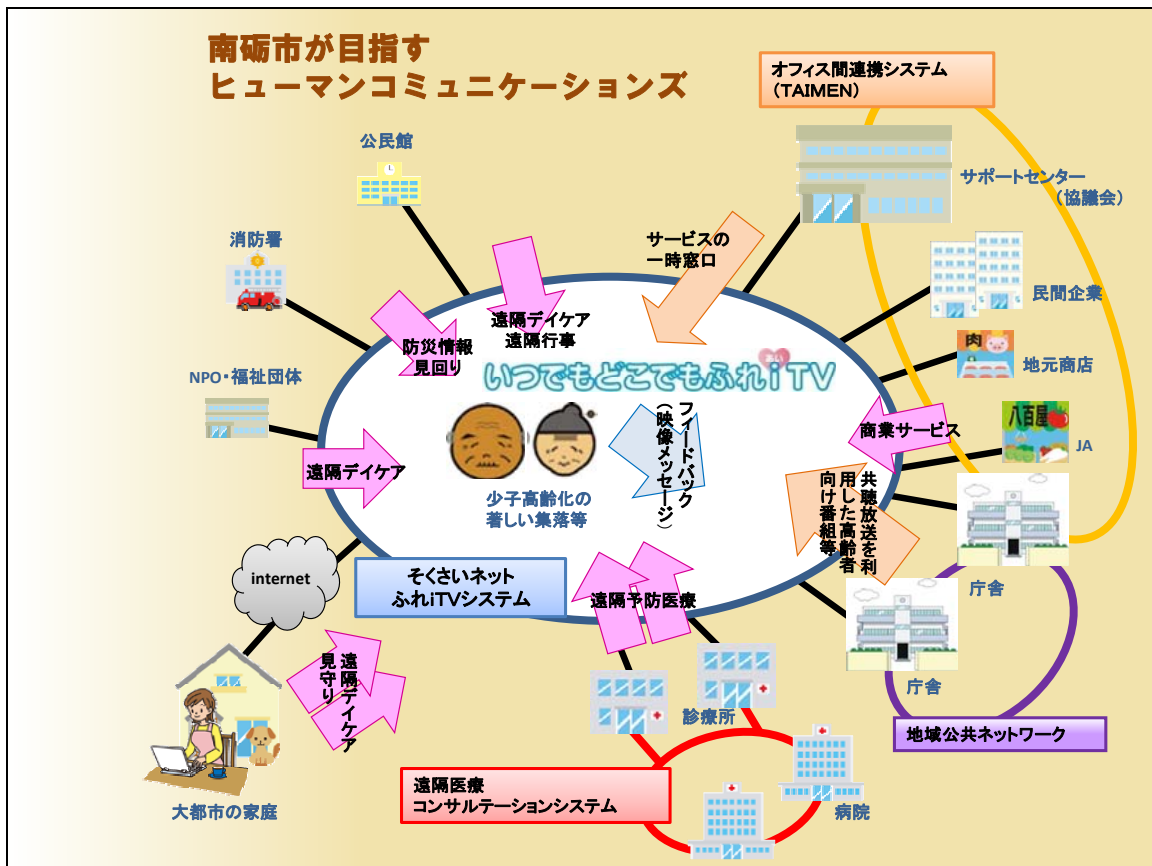 南砺市が目指す
ヒューマンコミュニケーションズ
オフィス間連携システム
（TAIMEN）
公民館
サポートセンター
（協議会）
消防署
サービスの
一時窓口
民間企業
遠隔デイケア
遠隔行事
防災情報
見回り
肉
地元商店
NPO・福祉団体
いつでもどこでもふれiTV
八百屋
商業サービス
JA
フィードバック
（映像メッセージ）
遠隔デイケア
共聴放送を利
用した高齢者
向け番組等
少子高齢化の
著しい集落等
internet
そくさいネット
ふれiTVシステム
庁舎
遠隔予防医療
遠隔デイケア
見守り
庁舎
診療所
地域公共ネットワーク
遠隔医療
コンサルテーションシステム
大都市の家庭
病院